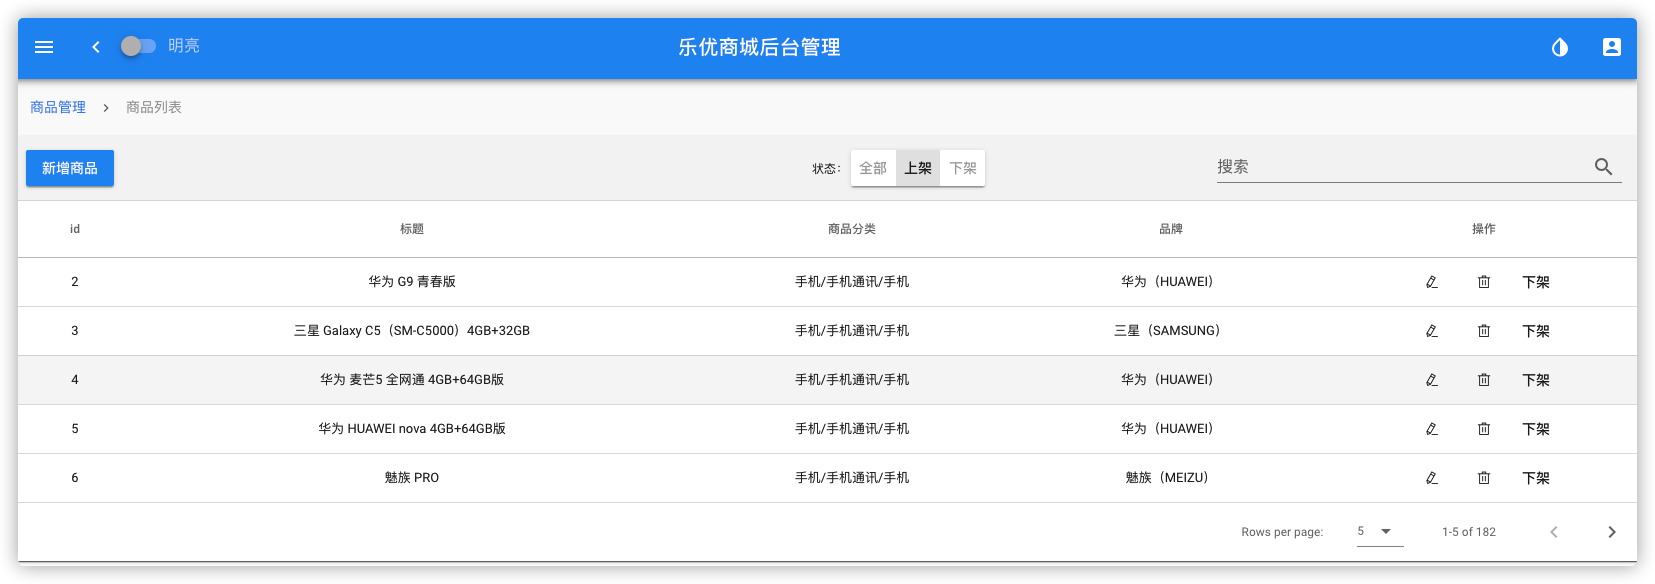 明亮 乐优商城后台管理
商品管理 > 商品列表
新增商品 状态： 全部 上架 下架 搜索
id 标题 商品分类 品牌 操作
2 华为 G9 青春版 手机/手机通讯/手机 华为（HUAWEI） 下架
3 三星 Galaxy C5（SM-C5000）4GB+32GB 手机/手机通讯/手机 三星（SAMSUNG） 下架
4 华为 麦芒5 全网通 4GB+64GB版 手机/手机通讯/手机 华为（HUAWEI） 下架
5 华为 HUAWEI nova 4GB+64GB版 手机/手机通讯/手机 华为（HUAWEI） 下架
6 魅族 PRO 手机/手机通讯/手机 魅族（MEIZU） 下架
Rows per page: 5 1-5 of 182